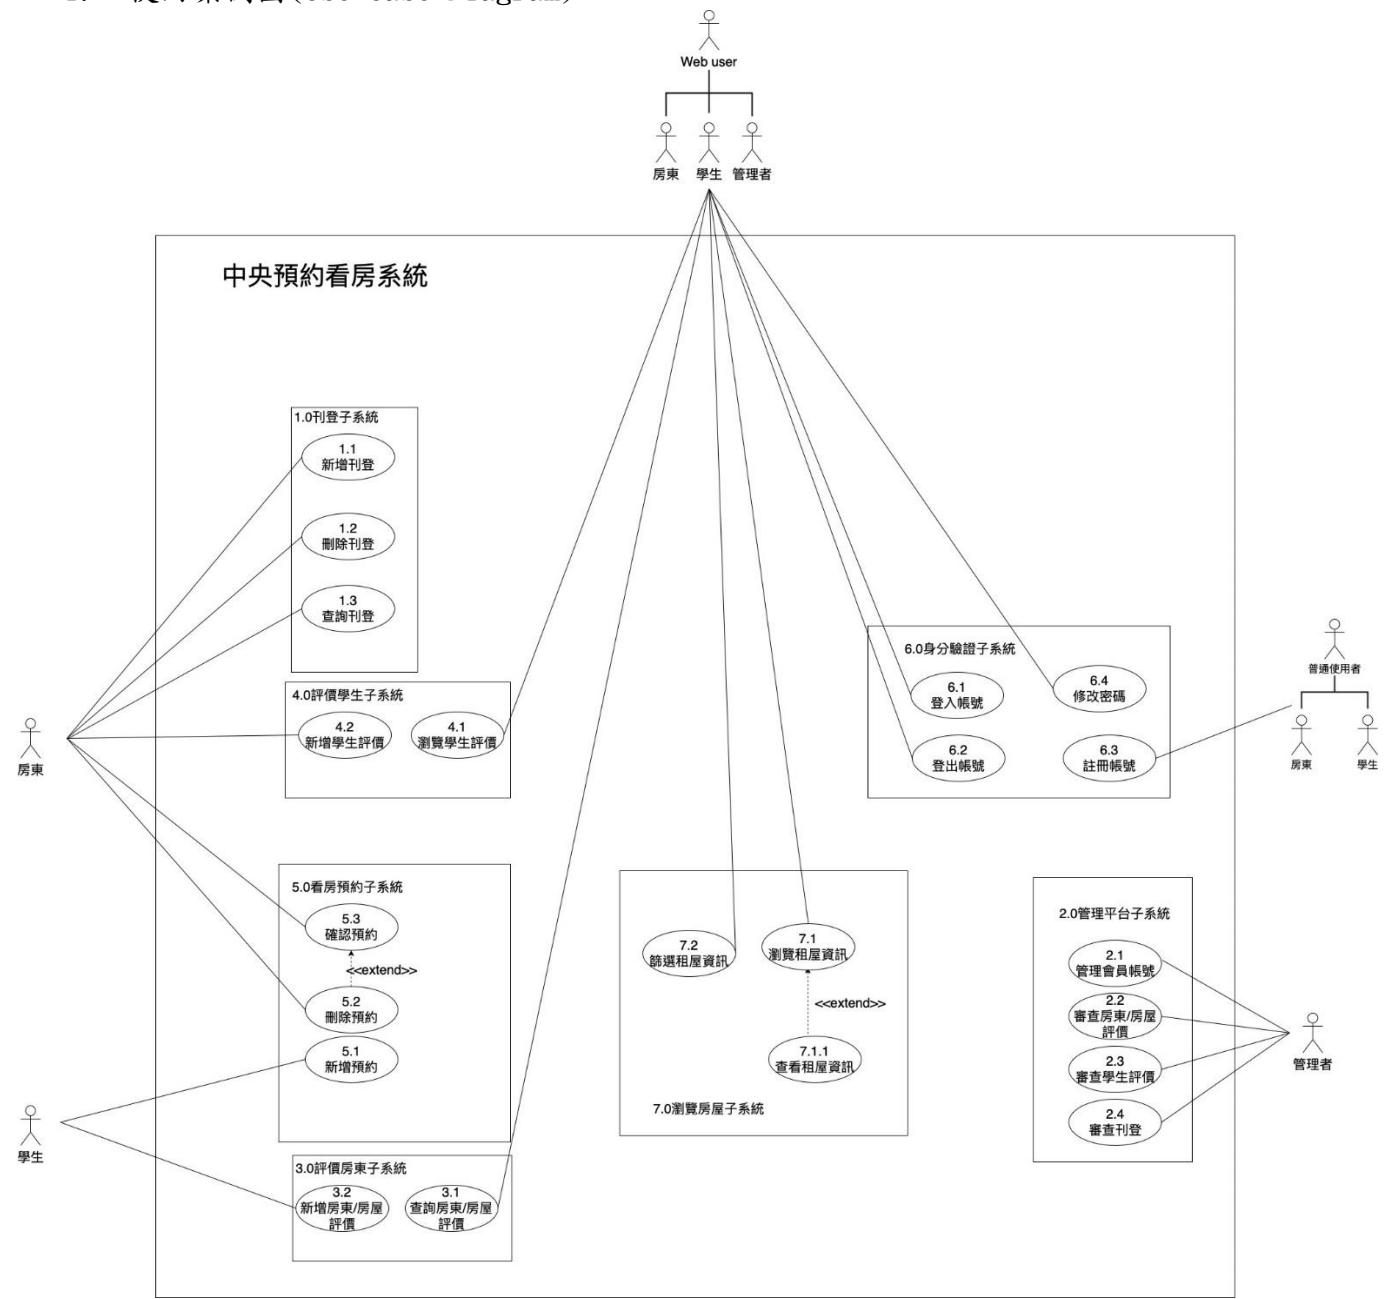 Web user
房東
學生
管理者
中央預約看房系統
1.0刊登子系統
1.1
新增刊登
1.2
刪除刊登
1.3
查詢刊登
4.0評價學生子系統
4.2
新增學生評價
4.1
瀏覽學生評價
房東
5.0看房預約子系統
5.3
確認預約
<<extend>>
5.2
刪除預約
5.1
新增預約
學生
3.0評價房東子系統
3.2
新增房東/房屋
評價
3.1
查詢房東/房屋
評價
7.2
篩選租屋資訊
7.1
瀏覽租屋資訊
<<extend>>
7.1.1
查看租屋資訊
7.0瀏覽房屋子系統
6.0身分驗證子系統
6.1
登入帳號
6.4
修改密碼
6.2
登出帳號
6.3
註冊帳號
普通使用者
房東
學生
2.0管理平台子系統
2.1
管理會員帳號
2.2
審查房東/房屋
評價
2.3
審查學生評價
2.4
審查刊登
管理者